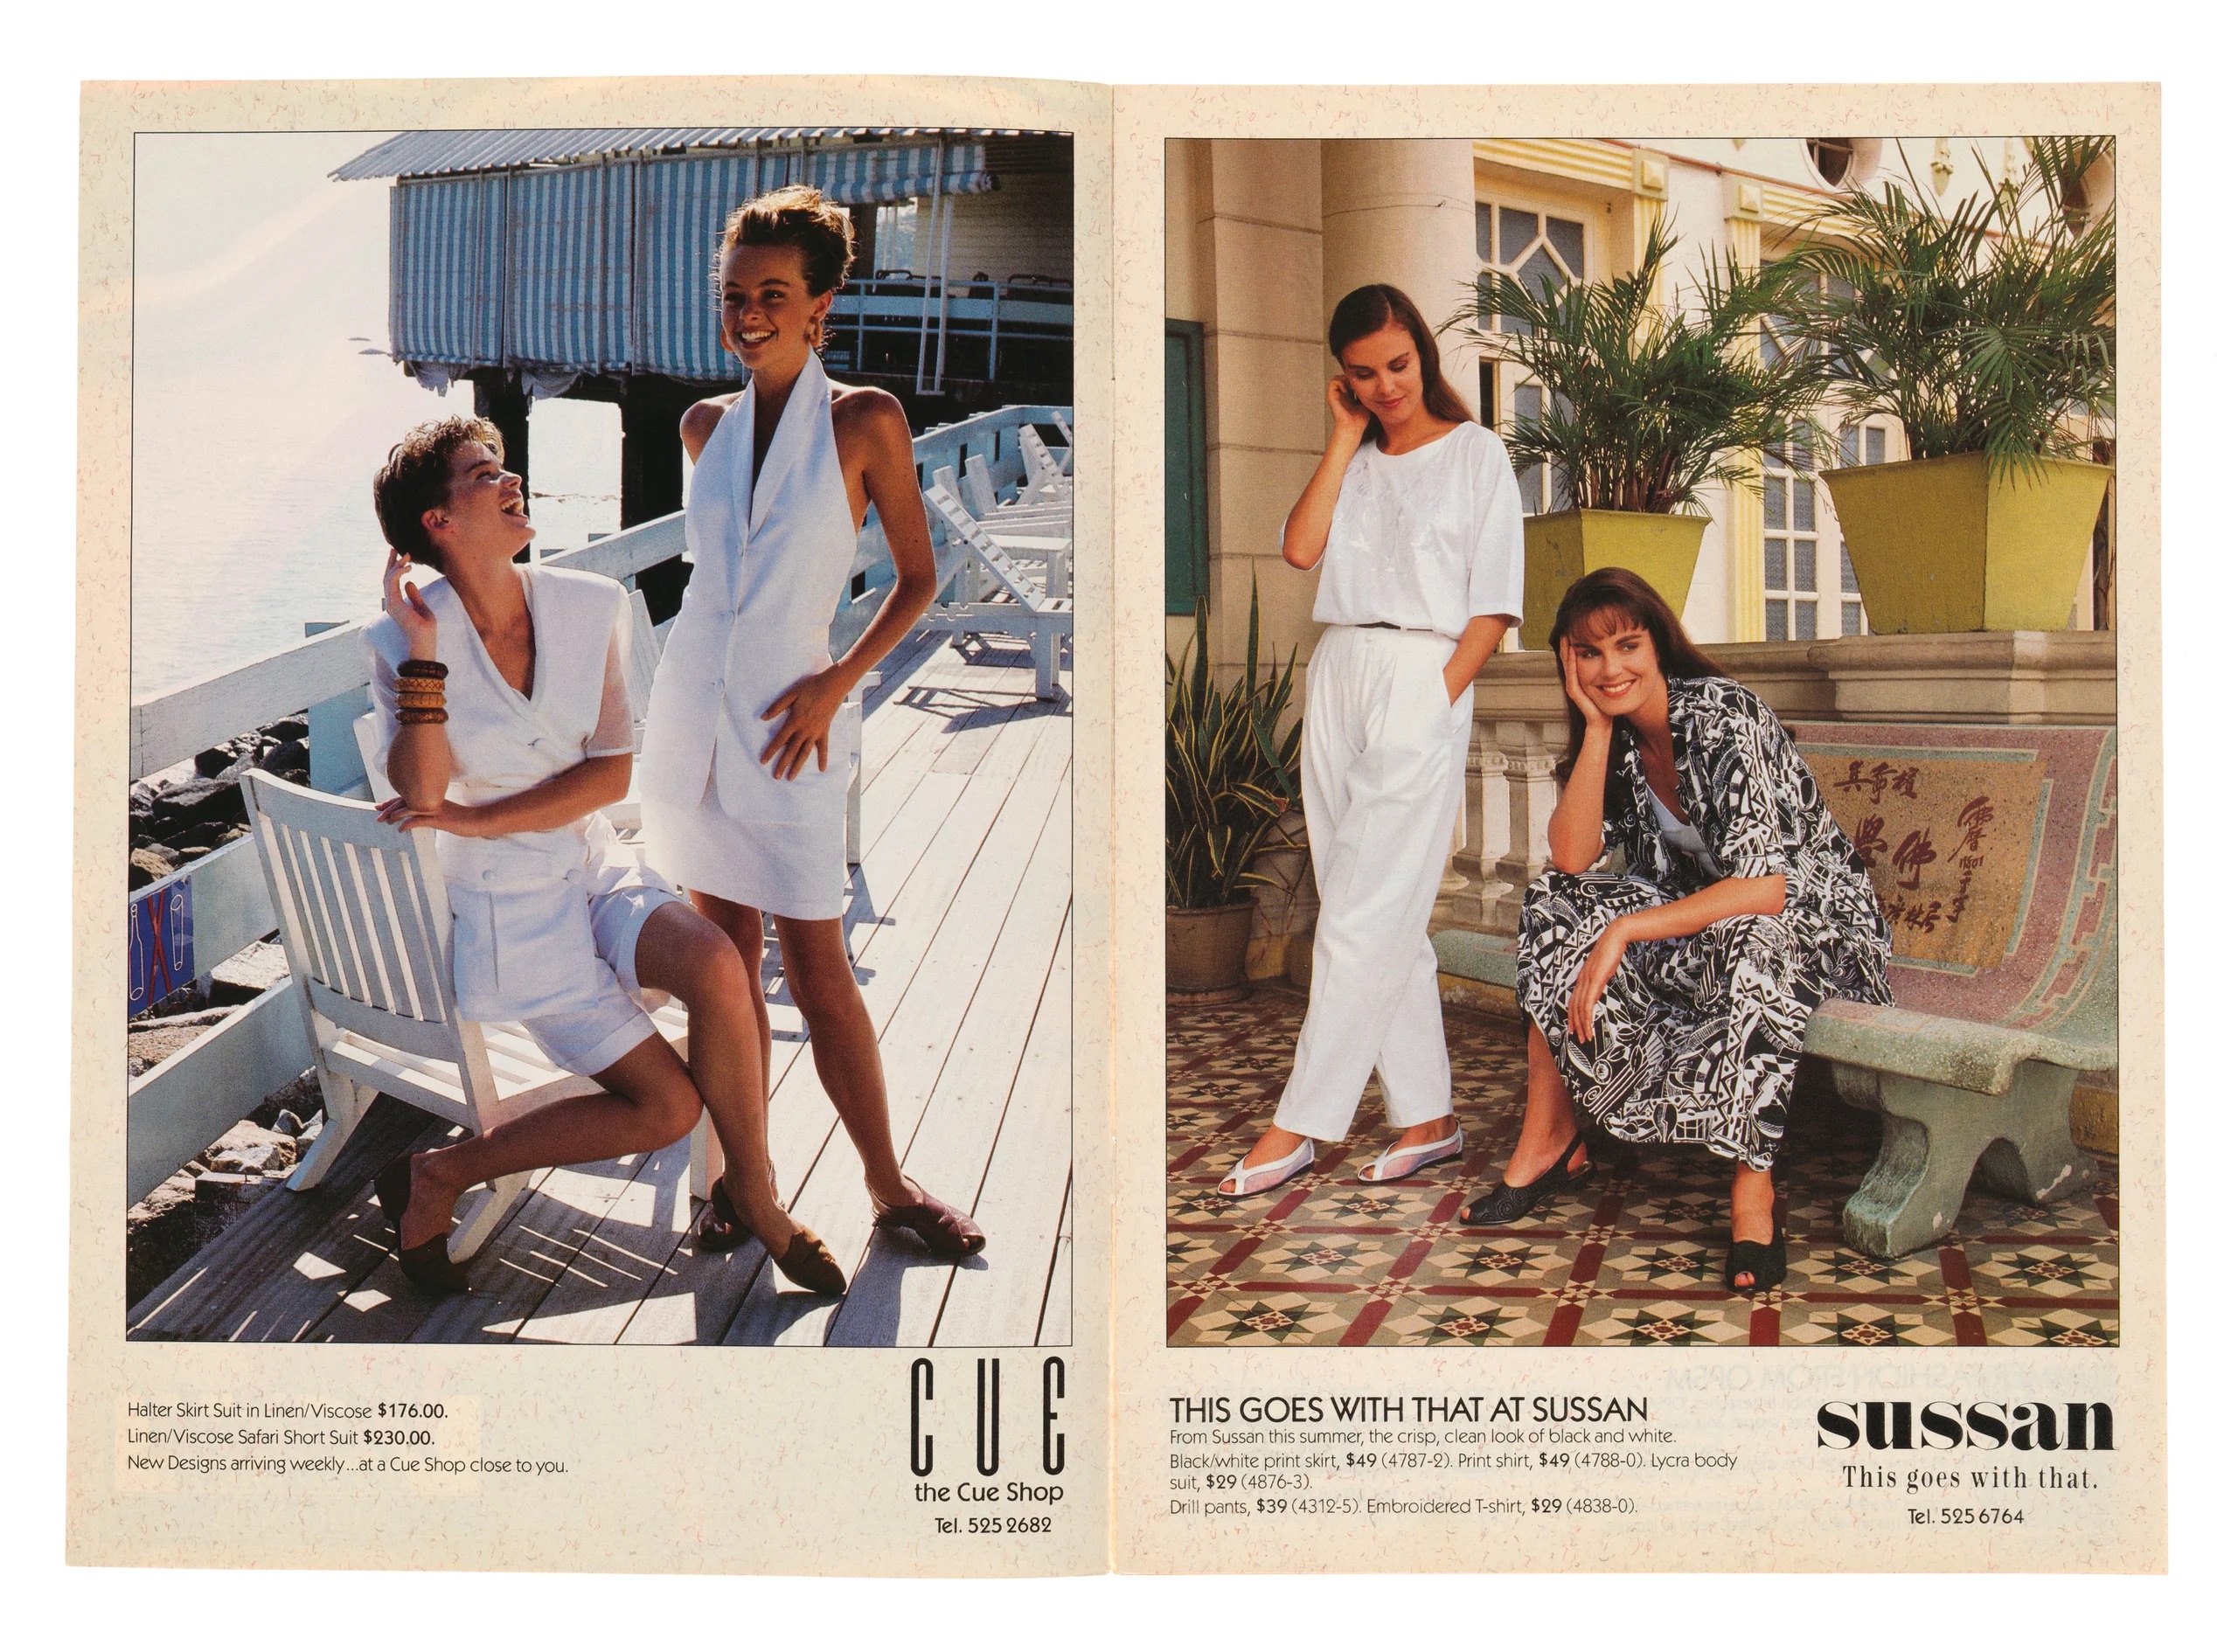 Halter Skirt Suit in Linen/Viscose $176.00.
Linen/Viscose Safari Short Suit $230.00.
New Designs arriving weekly...at a Cue Shop close to you.
CUE
the Cue Shop
Tel. 525 2682
學佛
THIS GOES WITH THAT AT SUSSAN
From Sussan this summer, the crisp, clean look of black and white.
Black/white print skirt, $49 (4787-2). Print shirt, $49 (4788-0). Lycra body
suit, $29 (4876-3).
Drill pants, $39 (4312-5). Embroidered T-shirt, $29 (4838-0).
sussan
This goes with that.
Tel. 525 6764